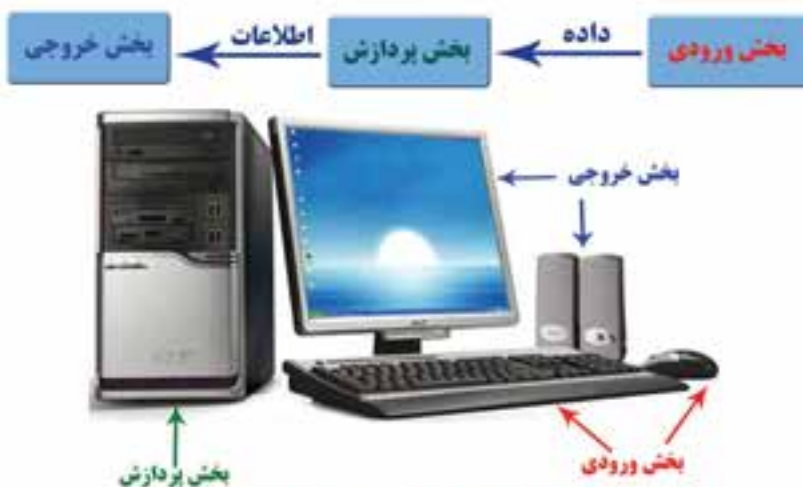 بخش ورودی
داده
بخش پردازش
اطلاعات
بخش خروجی
بخش خروجی
بخش ورودی
بخش پردازش